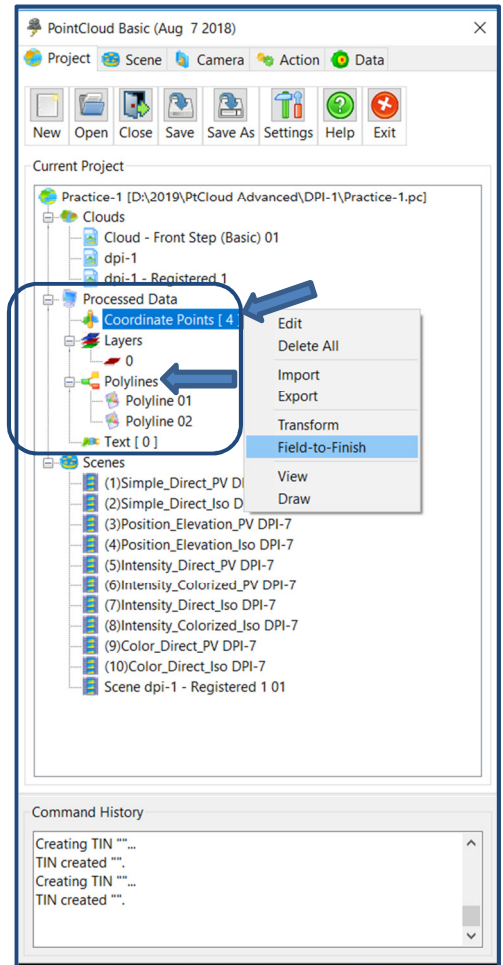 PointCloud Basic (Aug 7 2018)
Project Scene Camera Action Data
New Open Close Save Save As Settings Help Exit
Current Project
Practice-1 [D:\2019\PtCloud Advanced\DPI-1\Practice-1.pc]
Clouds
Cloud - Front Step (Basic) 01
dpi-1
dpi-1 - Registered 1
Processed Data
Coordinate Points [ 4 ]
Layers
0
Polylines
Polyline 01
Polyline 02
Text [ 0 ]
Edit
Delete All
Import
Export
Transform
Field-to-Finish
View
Draw
Scenes
(1)Simple_Direct_PV D
(2)Simple_Direct_Iso D
(3)Position_Elevation_PV DPI-7
(4)Position_Elevation_Iso DPI-7
(5)Intensity_Direct_PV DPI-7
(6)Intensity_Colorized_PV DPI-7
(7)Intensity_Direct_Iso DPI-7
(8)Intensity_Colorized_Iso DPI-7
(9)Color_Direct_PV DPI-7
(10)Color_Direct_Iso DPI-7
Scene dpi-1 - Registered 1 01
Command History
Creating TIN ""...
TIN created "".
Creating TIN ""...
TIN created "".